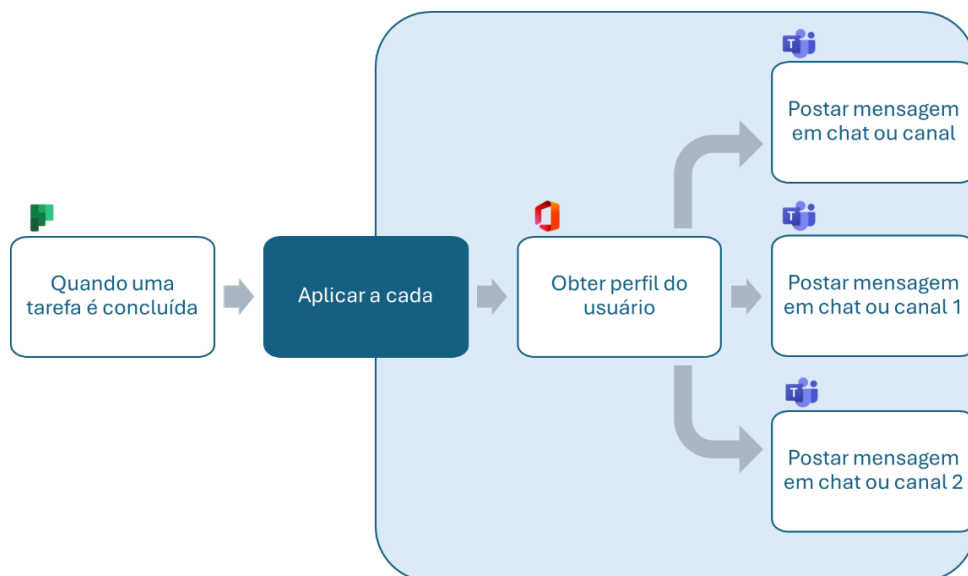 Quando uma
tarefa é concluída
Aplicar a cada
Obter perfil do
usuário
T
Postar mensagem
em chat ou canal
T
Postar mensagem
em chat ou canal 1
T
Postar mensagem
em chat ou canal 2